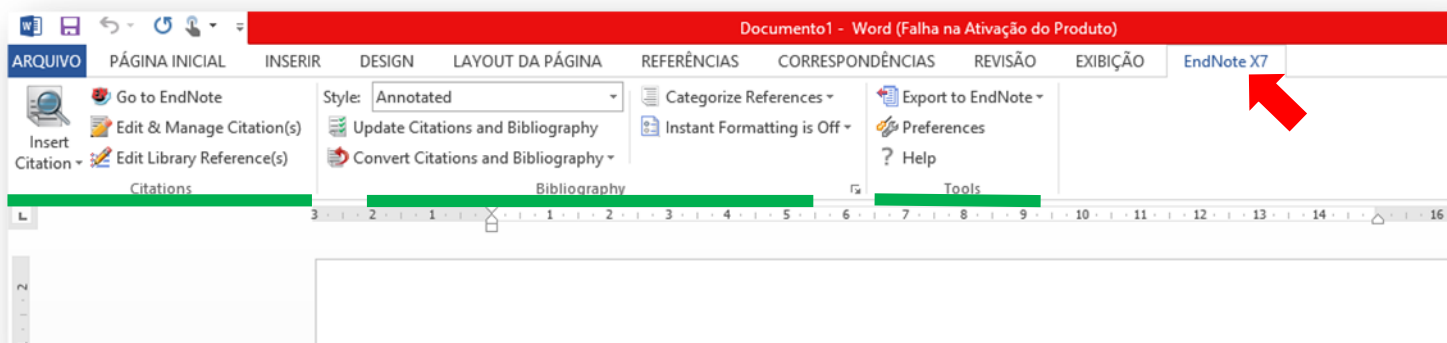 Documento1 - Word (Falha na Ativação do Produto)
ARQUIVO PÁGINA INICIAL INSERIR DESIGN LAYOUT DA PÁGINA REFERÊNCIAS CORRESPONDÊNCIAS REVISÃO EXIBIÇÃO EndNote X7
Insert Citation
Go to EndNote
Edit & Manage Citation(s)
Edit Library Reference(s)
Citations
Style: Annotated
Update Citations and Bibliography
Convert Citations and Bibliography
Categorize References
Instant Formatting is Off
Bibliography
Export to EndNote
Preferences
? Help
Tools
3 2 1 1 2 3 4 5 6 7 8 9 10 11 12 13 14 16
2